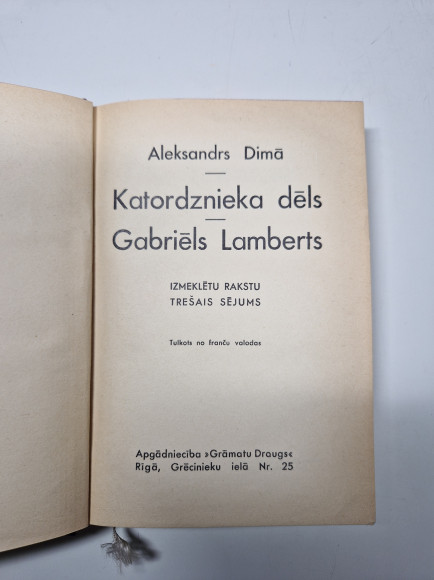 Aleksandrs Dimā
Katordznieka dēls
Gabriēls Lamberts
IZMEKLĒTU RAKSTU
TREŠAIS SĒJUMS
Tulkots no franču valodas
Apgādniecība »Grāmatu Draugs«
Rīgā, Grēcinieku ielā Nr. 25